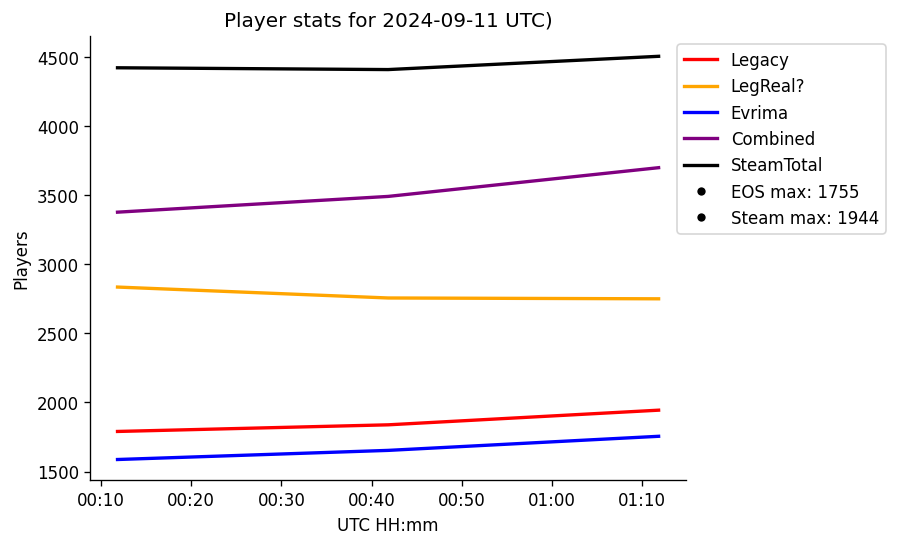 Player stats for 2024-09-11 UTC)
Legacy
LegReal?
Evrima
Combined
SteamTotal
EOS max: 1755
Steam max: 1944
Players
4500
4000
3500
3000
2500
2000
1500
00:10 00:20 00:30 00:40 00:50 01:00 01:10
UTC HH:mm